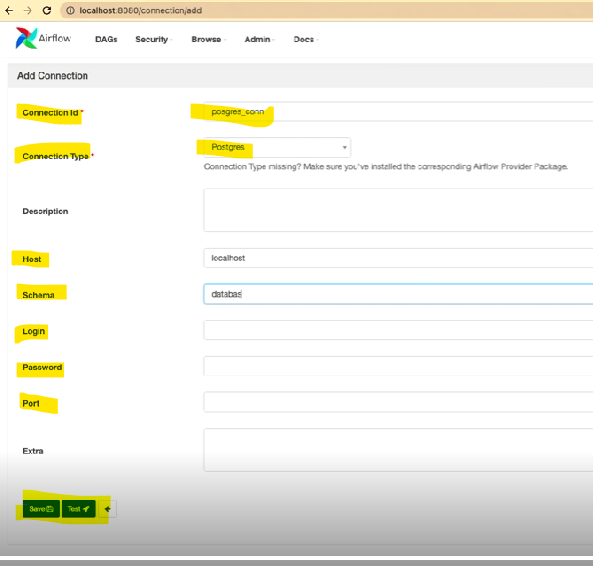 localhost:8080/connection/add
Airflow DAGs Security Browse Admin Docs
Add Connection
Connection Id * posgres_conn
Connection Type * Postgres
Connection Type missing? Make sure you've installed the corresponding Airflow Provider Package.
Description
Host localhost
Schema databas
Login
Password
Port
Extra
Save Test